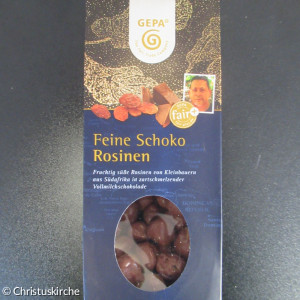 GEPA
fair+
Feine Schoko
Rosinen
Fruchtig süße Rosinen von Kleinbauern
aus Südafrika in zartschmelzender
Vollmilchschokolade
© Christuskirche